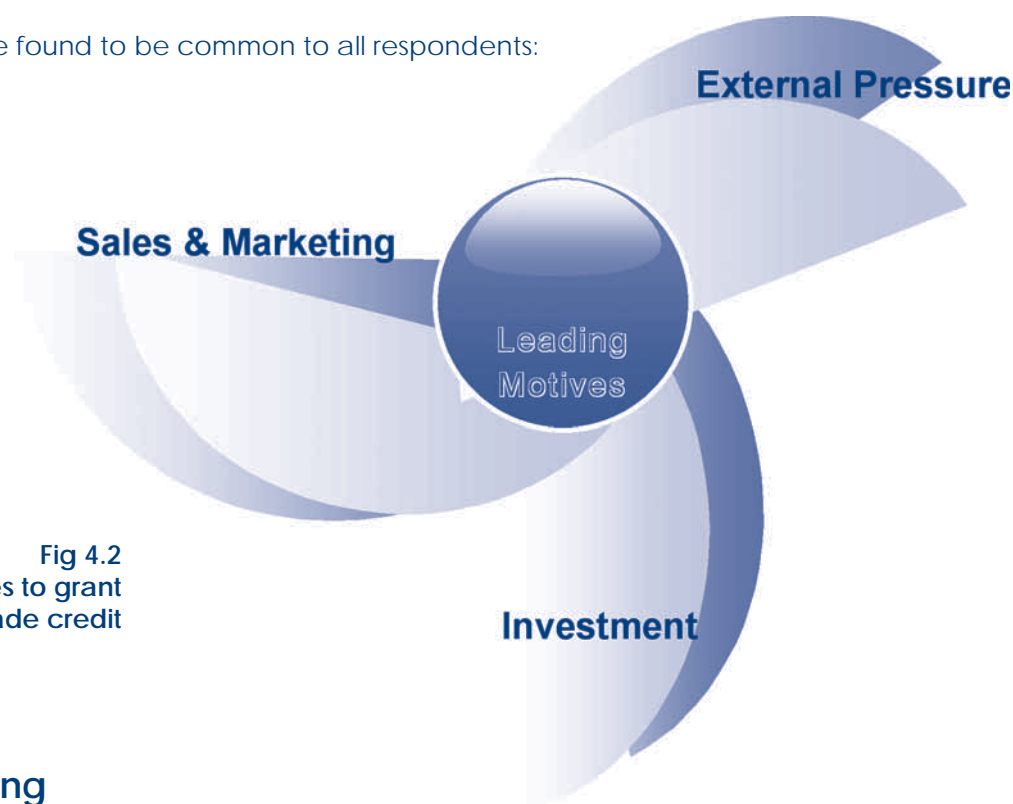 e found to be common to all respondents:
External Pressure
Sales & Marketing
Leading
Motives
Fig 4.2
es to grant
ade credit
Investment
ng